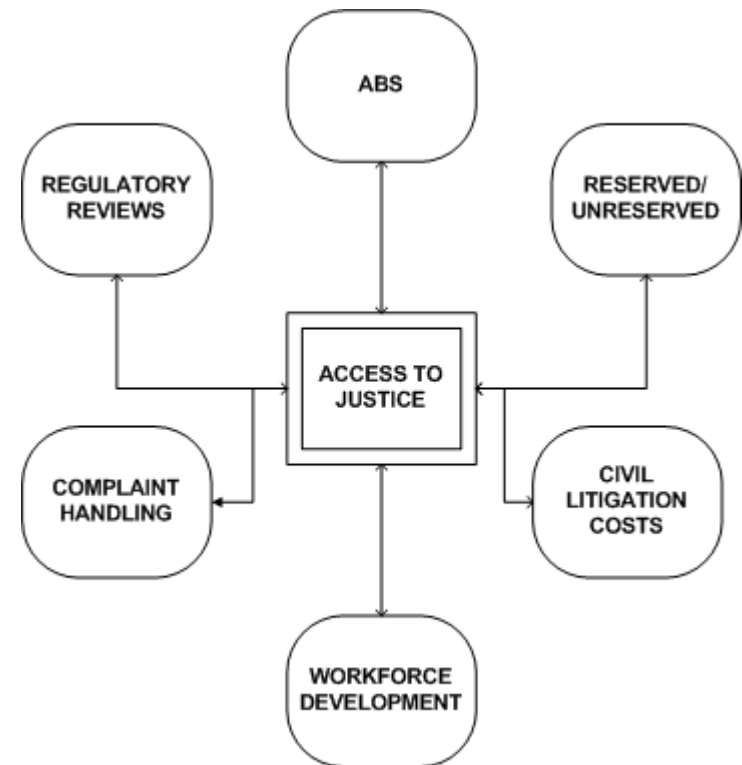 ABS
REGULATORY
REVIEWS
RESERVED/
UNRESERVED
ACCESS TO
JUSTICE
COMPLAINT
HANDLING
CIVIL
LITIGATION
COSTS
WORKFORCE
DEVELOPMENT